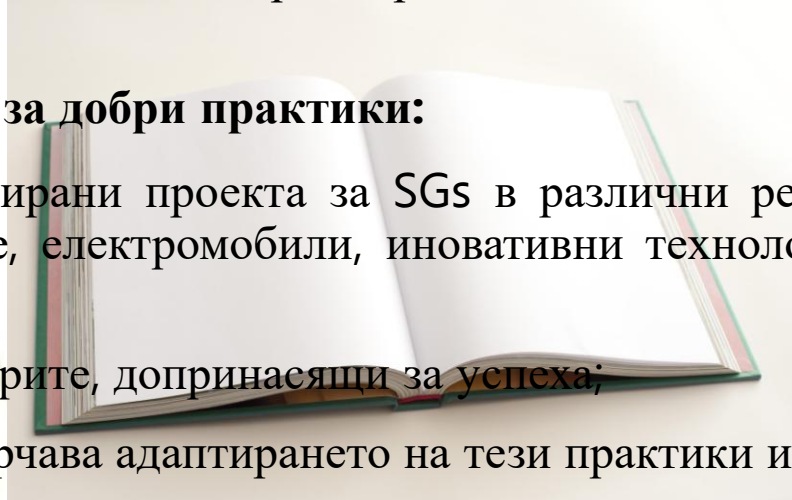 за добри практики:
ирани проекта за SGs в различни ре
е, електромобили, иновативни техноло
рите, допринасящи за успеха;
рчава адаптирането на тези практики и